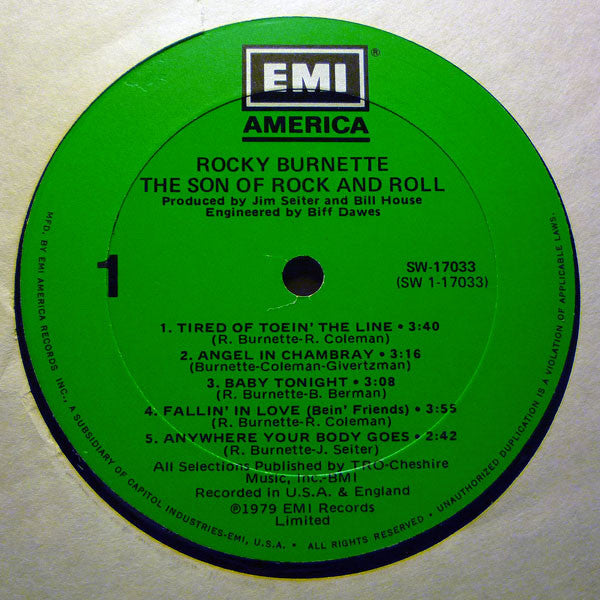 EMI®
AMERICA
ROCKY BURNETTE
THE SON OF ROCK AND ROLL
Produced by Jim Seiter and Bill House
Engineered by Biff Dawes
1
SW-17033
(SW 1-17033)
1. TIRED OF TOEIN' THE LINE • 3:40
(R. Burnette-R. Coleman)
2. ANGEL IN CHAMBRAY • 3:16
(Burnette-Coleman-Givertzman)
3. BABY TONIGHT • 3:08
(R. Burnette-B. Berman)
4. FALLIN' IN LOVE (Bein' Friends) • 3:55
(R. Burnette-R. Coleman)
5. ANYWHERE YOUR BODY GOES • 2:42
(R. Burnette-J. Seiter)
All Selections Published by TRO-Cheshire
Music, Inc.-BMI
Recorded in U.S.A. & England
℗1979 EMI Records
Limited
MFD. BY EMI AMERICA RECORDS, INC., A SUBSIDIARY OF CAPITOL INDUSTRIES-EMI, U.S.A. • ALL RIGHTS RESERVED • UNAUTHORIZED DUPLICATION IS A VIOLATION OF APPLICABLE LAWS.